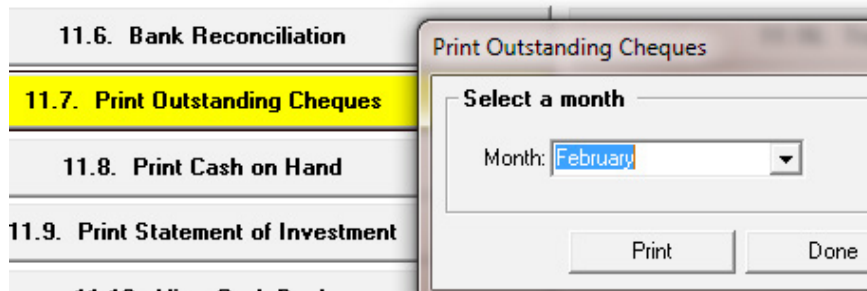 11.6. Bank Reconciliation
11.7. Print Outstanding Cheques
11.8. Print Cash on Hand
11.9. Print Statement of Investment
Print Outstanding Cheques
Select a month
Month: February
Print
Done